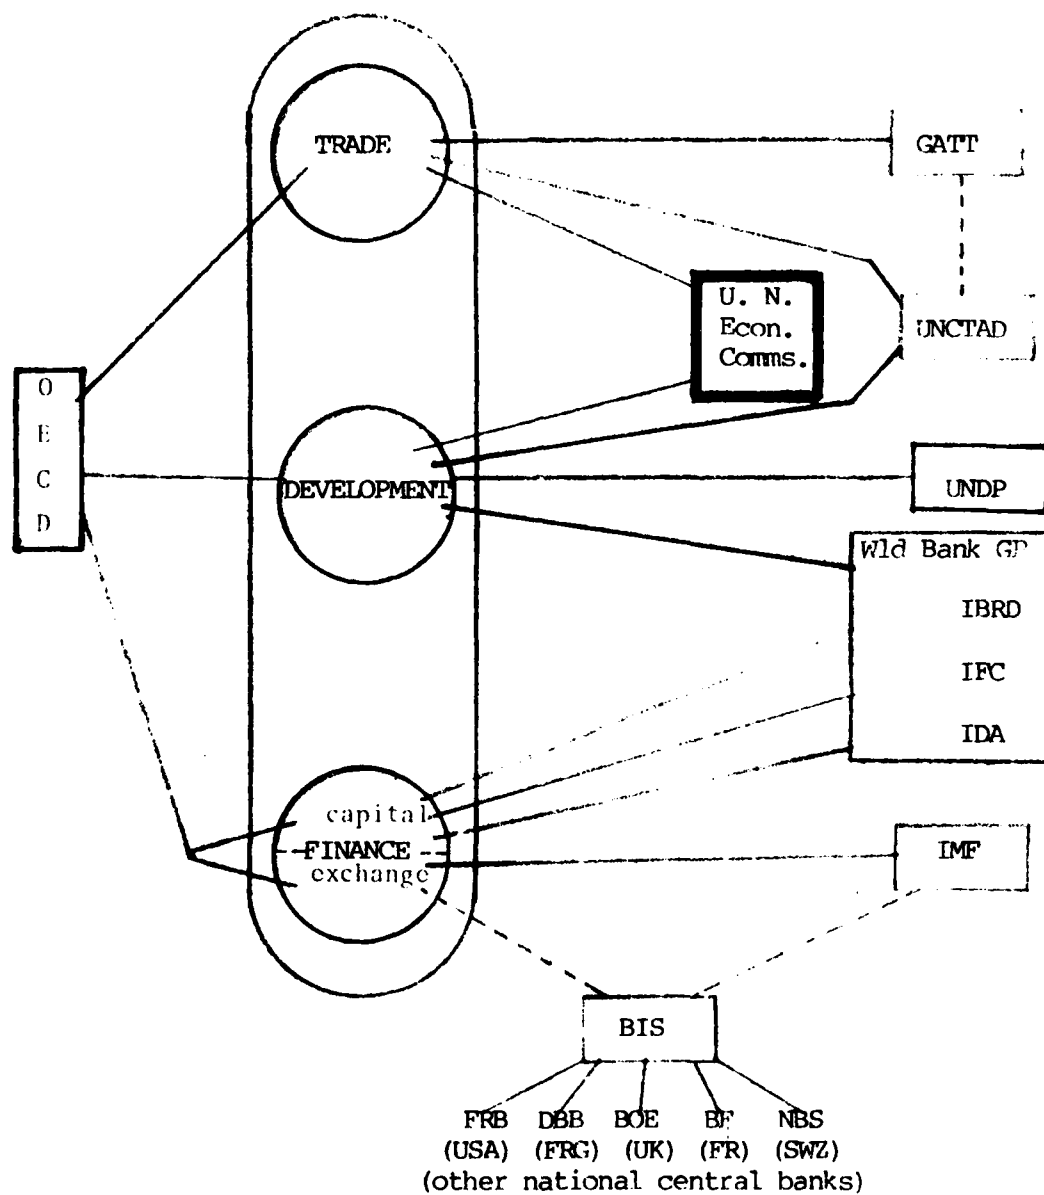 TRADE
GATT
U. N.
Econ.
Comms.
UNCTAD
O
E
C
D
DEVELOPMENT
UNDP
Wld Bank GP
IBRD
IFC
IDA
capital
FINANCE
exchange
IMF
BIS
FRB DBB BOE BF NBS
(USA) (FRG) (UK) (FR) (SWZ)
(other national central banks)